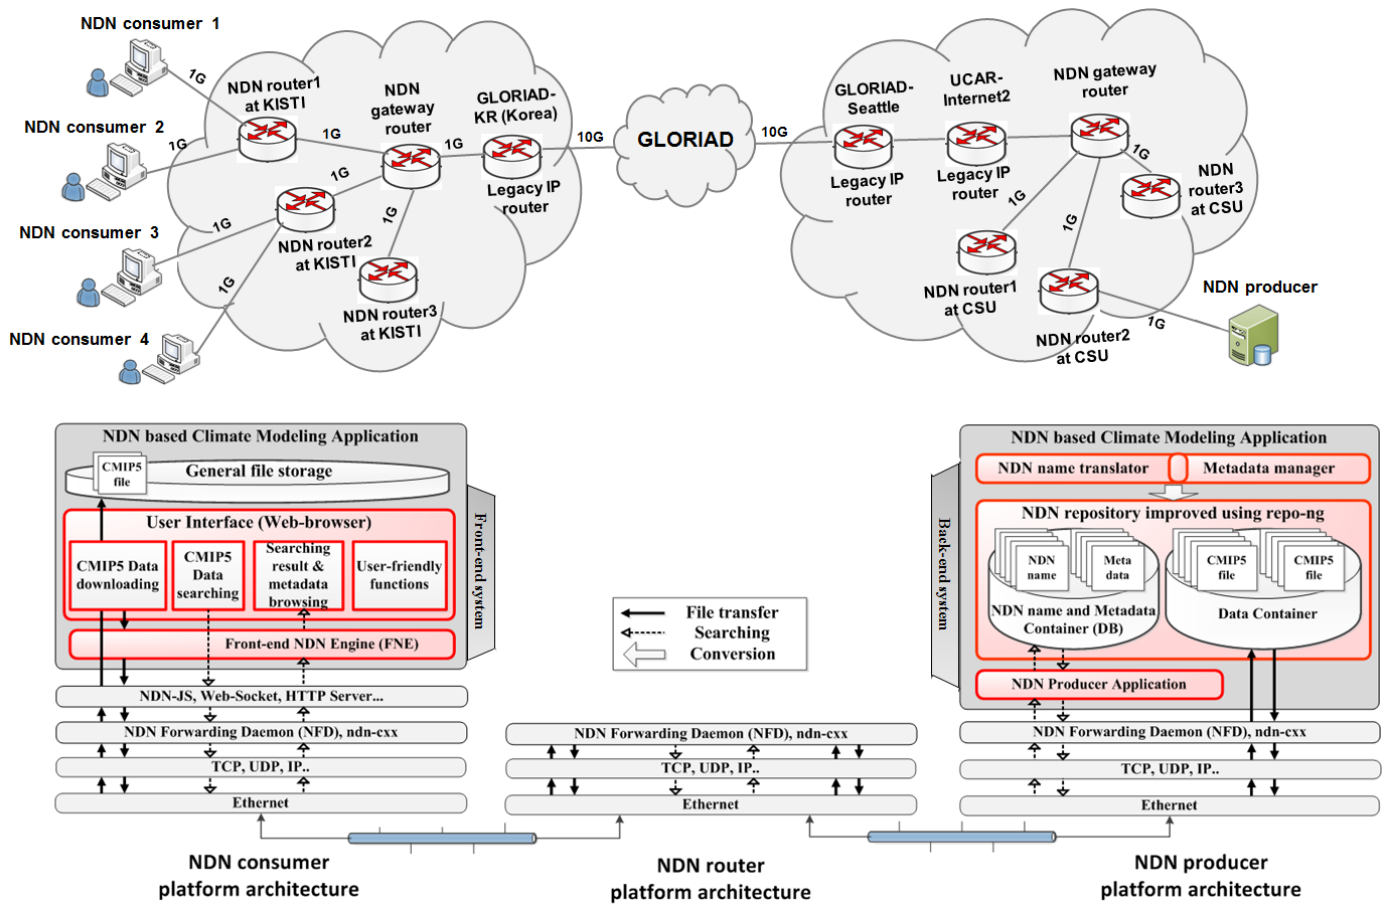 NDN consumer 1
1G
NDN router1
at KISTI
NDN
gateway
router
GLORIAD-
KR (Korea)
NDN consumer 2
1G
1G
1G
10G
GLORIAD
10G
GLORIAD-
Seattle
UCAR-
Internet2
NDN gateway
router
1G
Legacy IP
router
Legacy IP
router
Legacy IP
router
NDN
router3
at CSU
1G
1G
1G
1G
1G
NDN consumer 3
NDN router2
at KISTI
1G
NDN router3
at KISTI
NDN consumer 4
NDN router1
at CSU
NDN router2
at CSU
1G
NDN producer
NDN based Climate Modeling Application
General file storage
CMIP5
file
User Interface (Web-browser)
CMIP5 Data
downloading
CMIP5
Data
searching
Searching
result &
metadata
browsing
User-friendly
functions
Front-end NDN Engine (FNE)
Front-end system
NDN-JS, Web-Socket, HTTP Server...
NDN Forwarding Daemon (NFD), ndn-cxx
TCP, UDP, IP..
Ethernet
NDN consumer
platform architecture
File transfer
Searching
Conversion
NDN Forwarding Daemon (NFD), ndn-cxx
TCP, UDP, IP..
Ethernet
NDN router
platform architecture
NDN based Climate Modeling Application
NDN name translator
Metadata manager
NDN repository improved using repo-ng
NDN
name
Meta
data
CMIP5
file
CMIP5
file
NDN name and Metadata
Container (DB)
Data Container
Back-end system
NDN Producer Application
NDN Forwarding Daemon (NFD), ndn-cxx
TCP, UDP, IP..
Ethernet
NDN producer
platform architecture